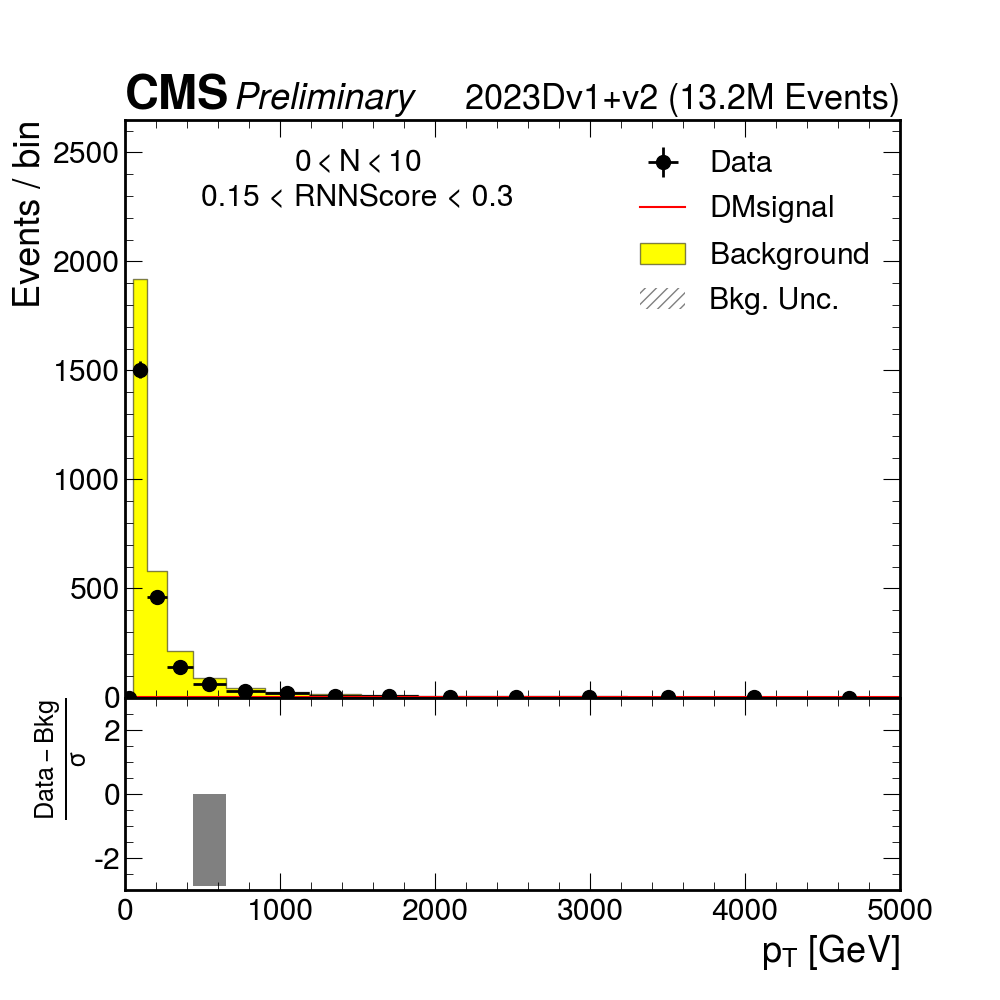 CMS Preliminary 2023Dv1+v2 (13.2M Events)
Events / bin
2500
2000
1500
1000
500
0
0 < N < 10
0.15 < RNNScore < 0.3
Data
DMsignal
Background
Bkg. Unc.
Data − Bkg
σ
2
0
-2
0 1000 2000 3000 4000 5000
pT [GeV]